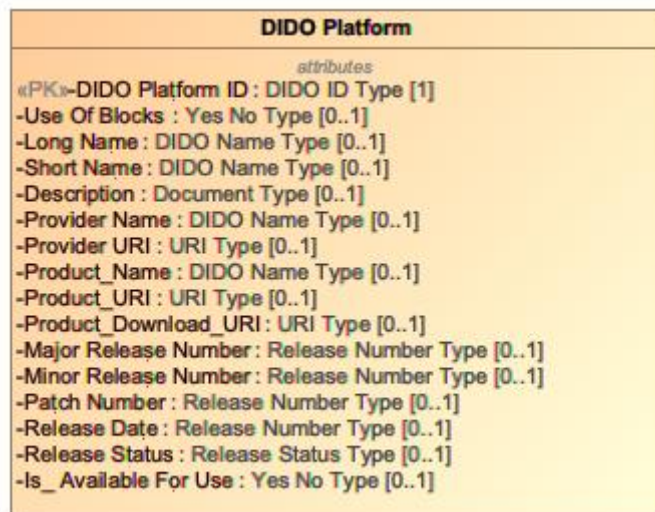 DIDO Platform
attributes
«PK»-DIDO Platform ID : DIDO ID Type [1]
-Use Of Blocks : Yes No Type [0..1]
-Long Name : DIDO Name Type [0..1]
-Short Name : DIDO Name Type [0..1]
-Description : Document Type [0..1]
-Provider Name : DIDO Name Type [0..1]
-Provider URI : URI Type [0..1]
-Product_Name : DIDO Name Type [0..1]
-Product_URI : URI Type [0..1]
-Product_Download_URI : URI Type [0..1]
-Major Release Number : Release Number Type [0..1]
-Minor Release Number : Release Number Type [0..1]
-Patch Number : Release Number Type [0..1]
-Release Date : Release Number Type [0..1]
-Release Status : Release Status Type [0..1]
-Is_ Available For Use : Yes No Type [0..1]